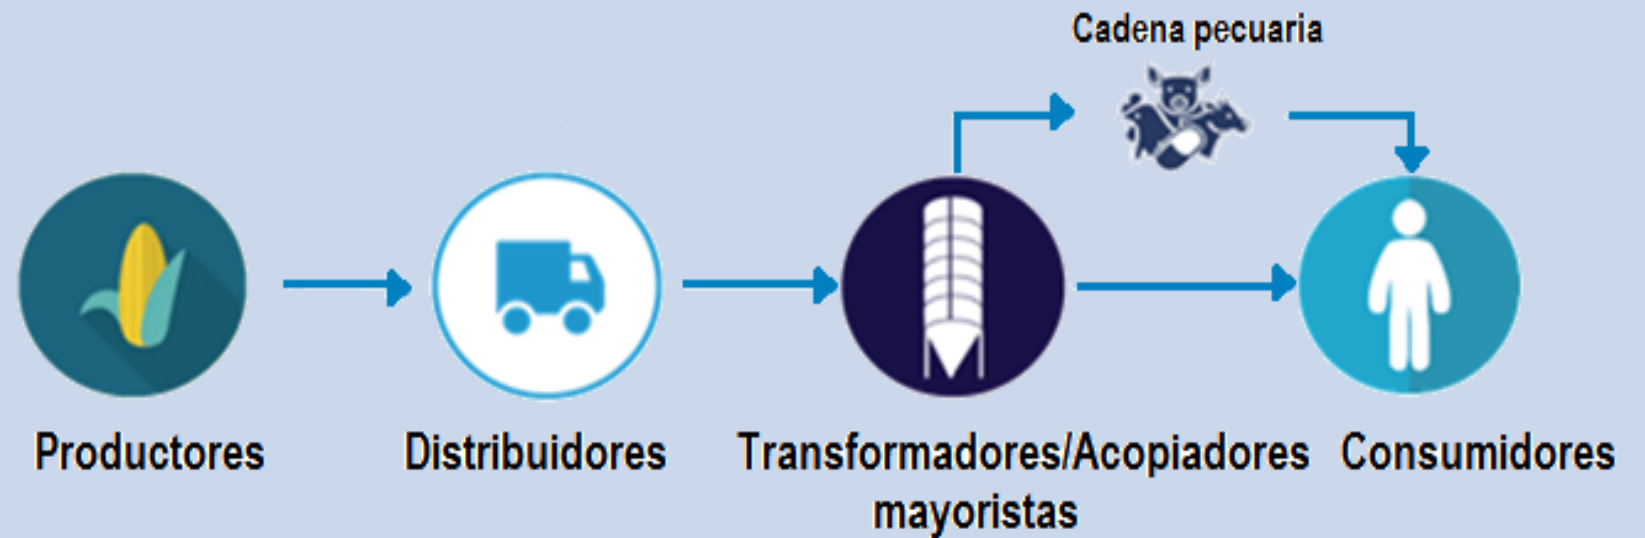 Cadena pecuaria
Productores
Distribuidores
Transformadores/Acopiadores
mayoristas
Consumidores